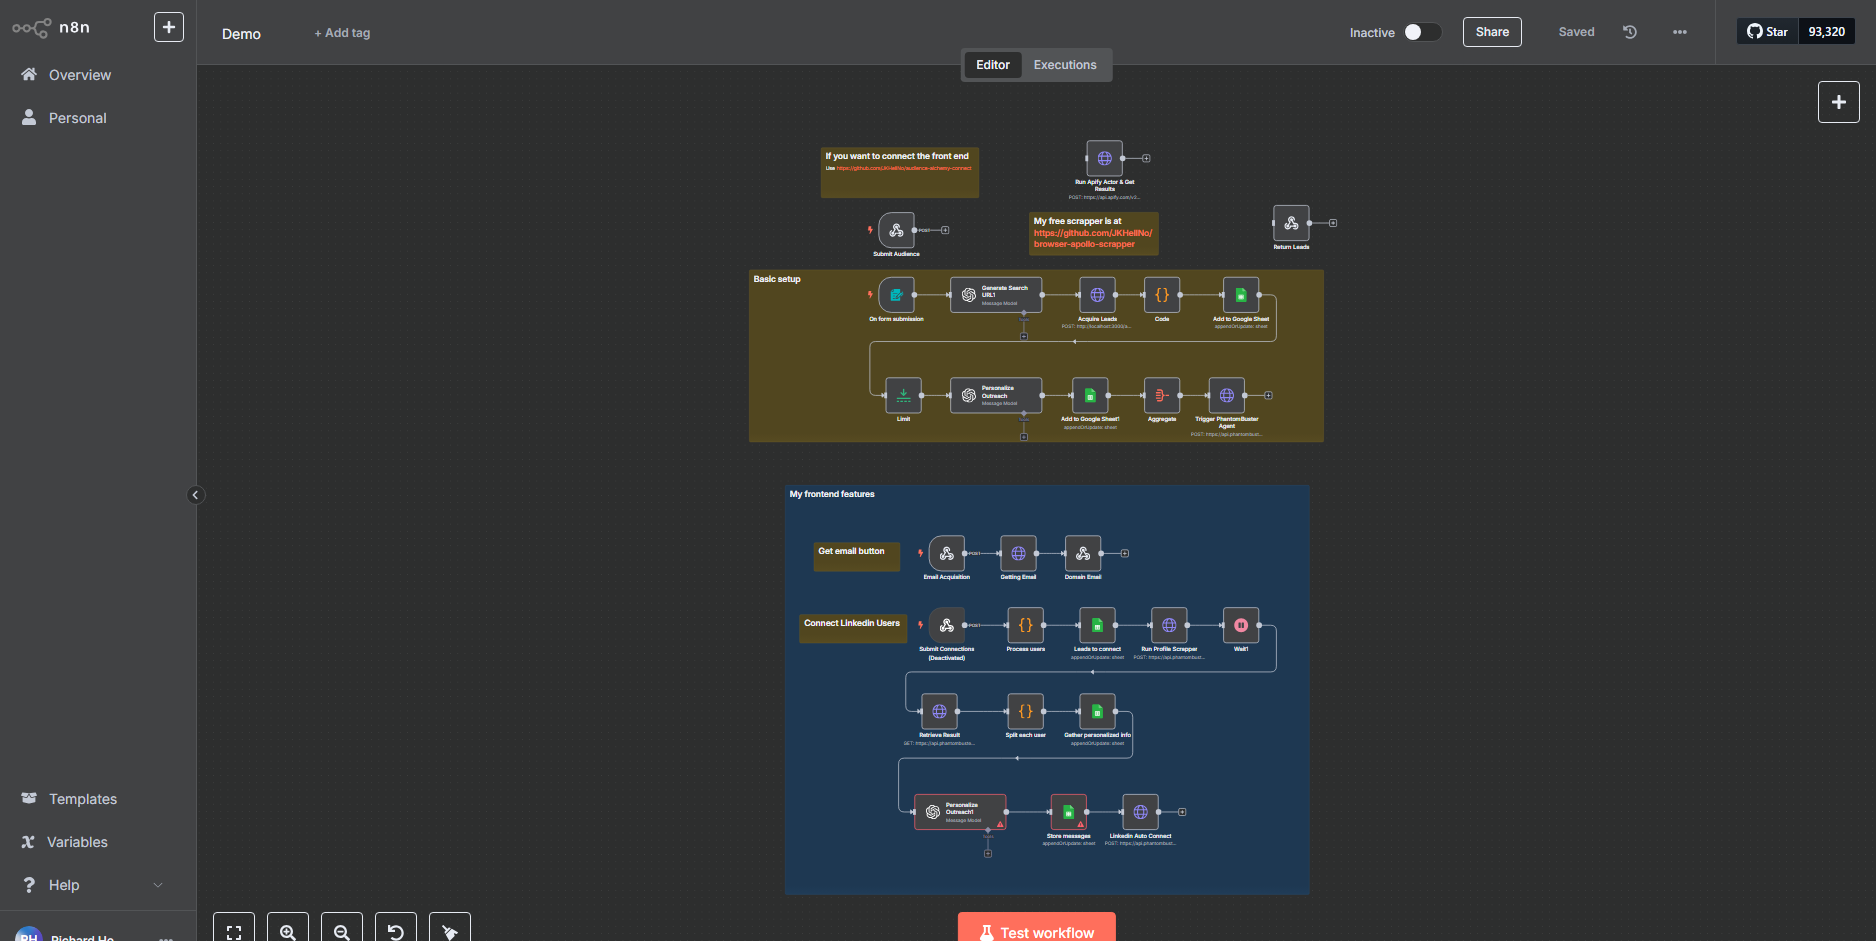 n8n
Demo
+ Add tag
Inactive
Share
Saved
Star
93,320
Editor
Executions
Overview
Personal
If you want to connect the front end
Use https://github.com/JKHeilNo/audience-alchemy-connect
Run Apify Actor & Get
Results
POST: https://api.apify.com/v2...
My free scrapper is at
https://github.com/JKHeilNo/
browser-apollo-scrapper
POST
Submit Audience
Return Leads
Basic setup
On form submission
Generate Search
URL1
Message Model
Acquire Leads
POST: http://localhost:3000/a...
Code
Add to Google Sheet
appendOrUpdate: sheet
Limit
Personalize
Outreach
Message Model
Add to Google Sheet1
appendOrUpdate: sheet
Aggregate
Trigger PhantomBuster
Agent
POST: https://api.phantombust...
My frontend features
Get email button
POST
Email Acquisition
Getting Email
Domain Email
Connect Linkedin Users
POST
Submit Connections
(Deactivated)
Process users
Leads to connect
appendOrUpdate: sheet
Run Profile Scrapper
POST: https://api.phantombust...
Wait1
Retrieve Result
GET: https://api.phantombuste...
Split each user
Gather personalized info
appendOrUpdate: sheet
Personalize
Outreach1
Message Model
Store messages
appendOrUpdate: sheet
Linkedin Auto Connect
POST: https://api.phantombust...
Templates
Variables
Help
RH
Richard Ho
Test workflow